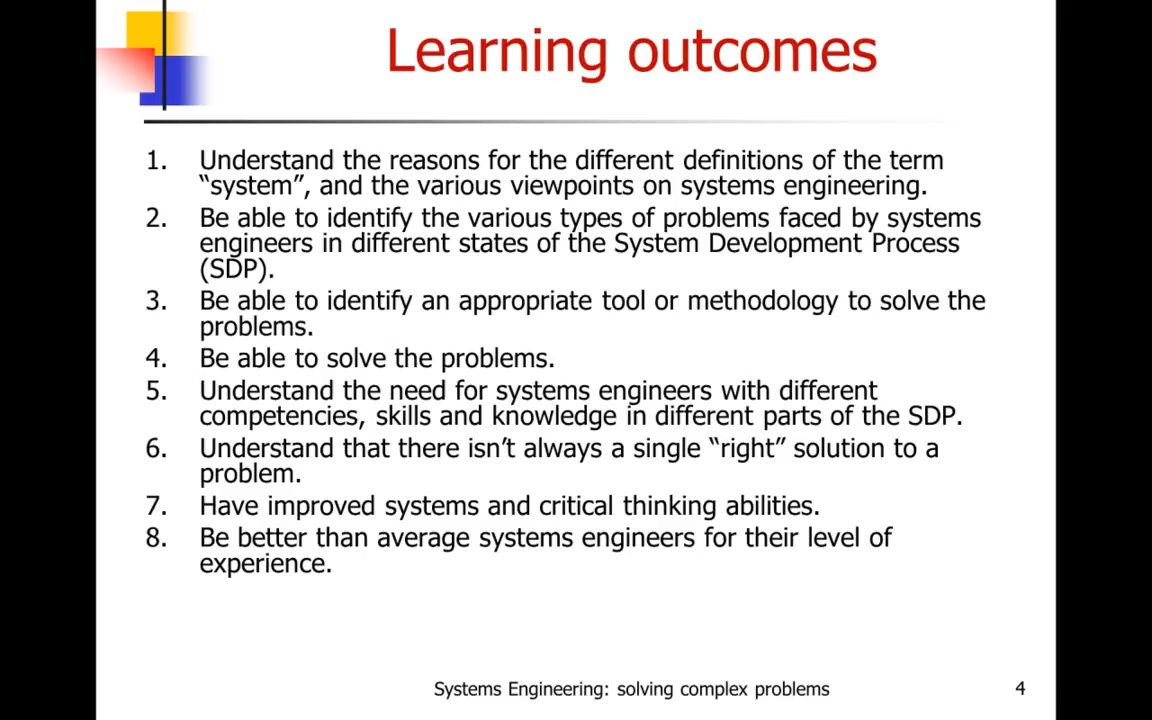 Learning outcomes
1. Understand the reasons for the different definitions of the term
“system”, and the various viewpoints on systems engineering.
2. Be able to identify the various types of problems faced by systems
engineers in different states of the System Development Process
(SDP).
3. Be able to identify an appropriate tool or methodology to solve the
problems.
4. Be able to solve the problems.
5. Understand the need for systems engineers with different
competencies, skills and knowledge in different parts of the SDP.
6. Understand that there isn’t always a single “right” solution to a
problem.
7. Have improved systems and critical thinking abilities.
8. Be better than average systems engineers for their level of
experience.
Systems Engineering: solving complex problems 4